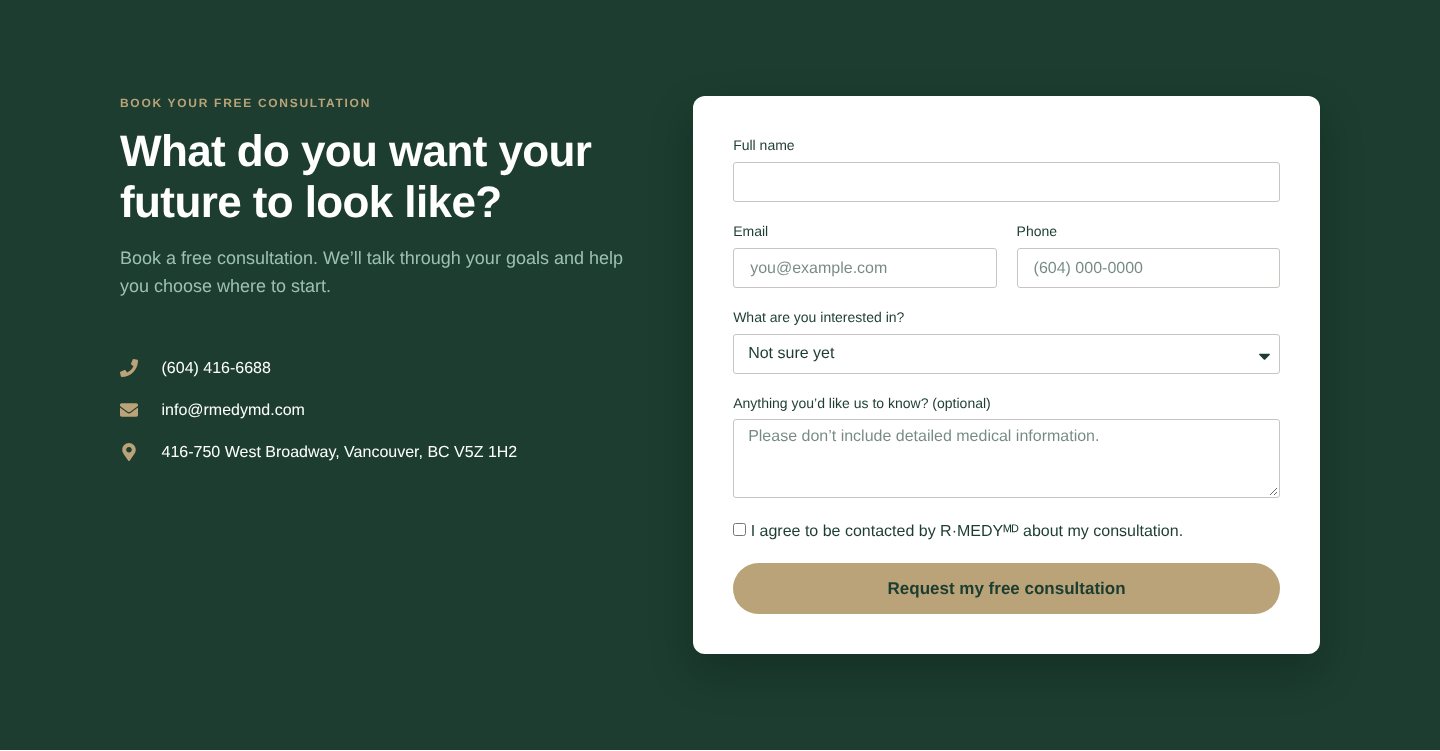 BOOK YOUR FREE CONSULTATION
What do you want your
future to look like?
Book a free consultation. We’ll talk through your goals and help
you choose where to start.
(604) 416-6688
info@rmedymd.com
416-750 West Broadway, Vancouver, BC V5Z 1H2
Full name
Email
you@example.com
Phone
(604) 000-0000
What are you interested in?
Not sure yet
Anything you’d like us to know? (optional)
Please don’t include detailed medical information.
I agree to be contacted by R·MEDYᴹᴰ about my consultation.
Request my free consultation